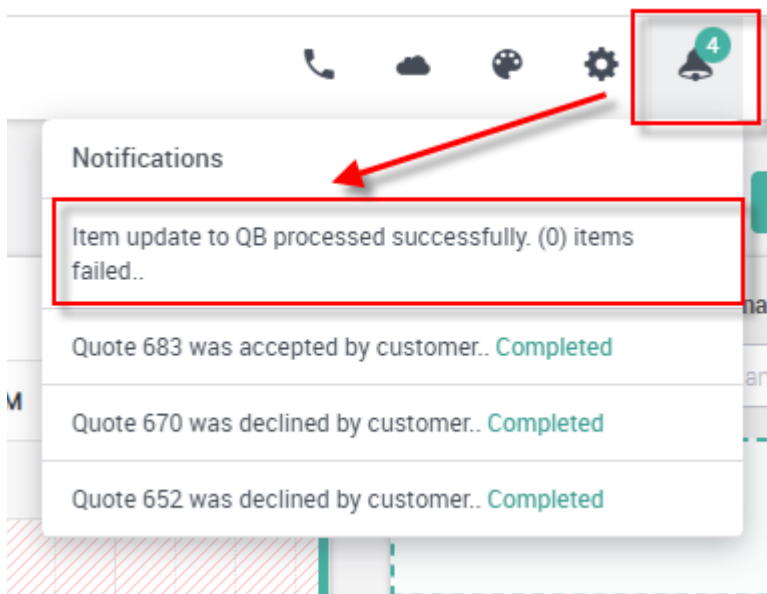 4
Notifications
Item update to QB processed successfully. (0) items
failed..
Quote 683 was accepted by customer.. Completed
Quote 670 was declined by customer.. Completed
Quote 652 was declined by customer.. Completed
M